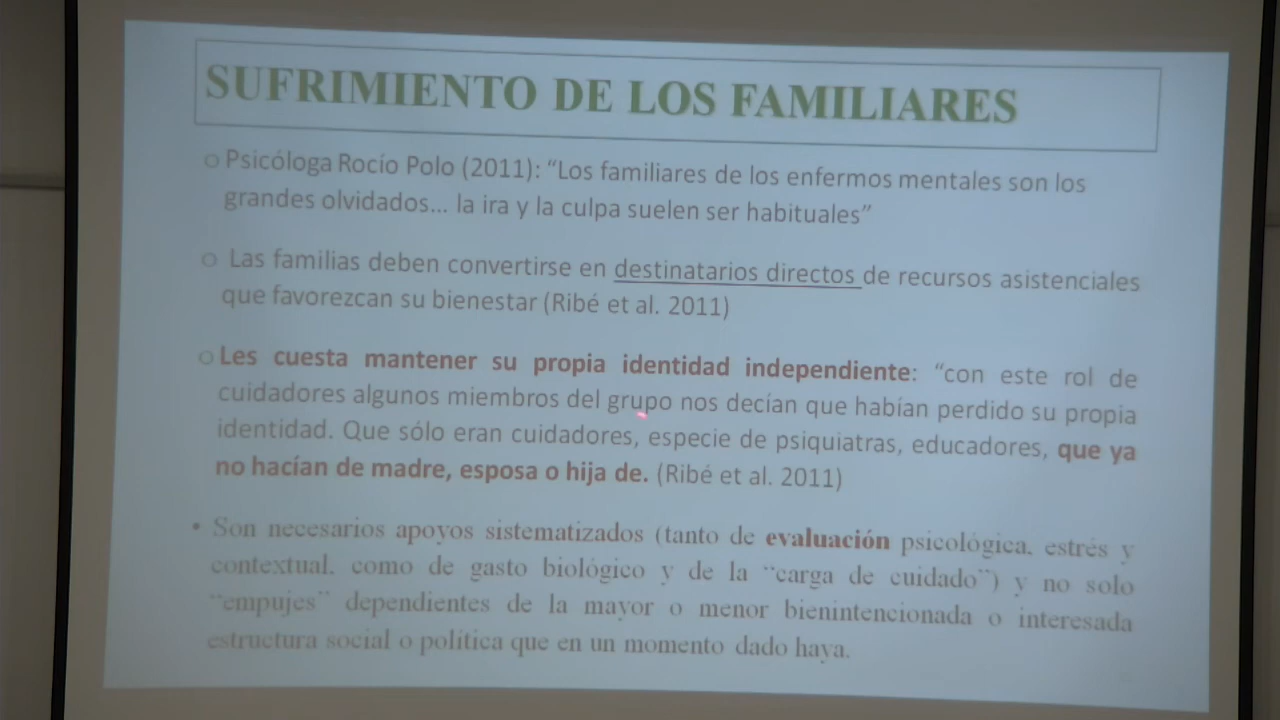 SUFRIMIENTO DE LOS FAMILIARES
o Psicóloga Rocío Polo (2011): “Los familiares de los enfermos mentales son los
grandes olvidados... la ira y la culpa suelen ser habituales”
o Las familias deben convertirse en destinatarios directos de recursos asistenciales
que favorezcan su bienestar (Ribé et al. 2011)
o Les cuesta mantener su propia identidad independiente: “con este rol de
cuidadores algunos miembros del grupo nos decían que habían perdido su propia
identidad. Que sólo eran cuidadores, especie de psiquiatras, educadores, que ya
no hacían de madre, esposa o hija de. (Ribé et al. 2011)
• Son necesarios apoyos sistematizados (tanto de evaluación psicológica, estrés y
contextual, como de gasto biológico y de la “carga de cuidado”) y no solo
“empujes” dependientes de la mayor o menor bienintencionada o interesada
estructura social o política que en un momento dado haya.